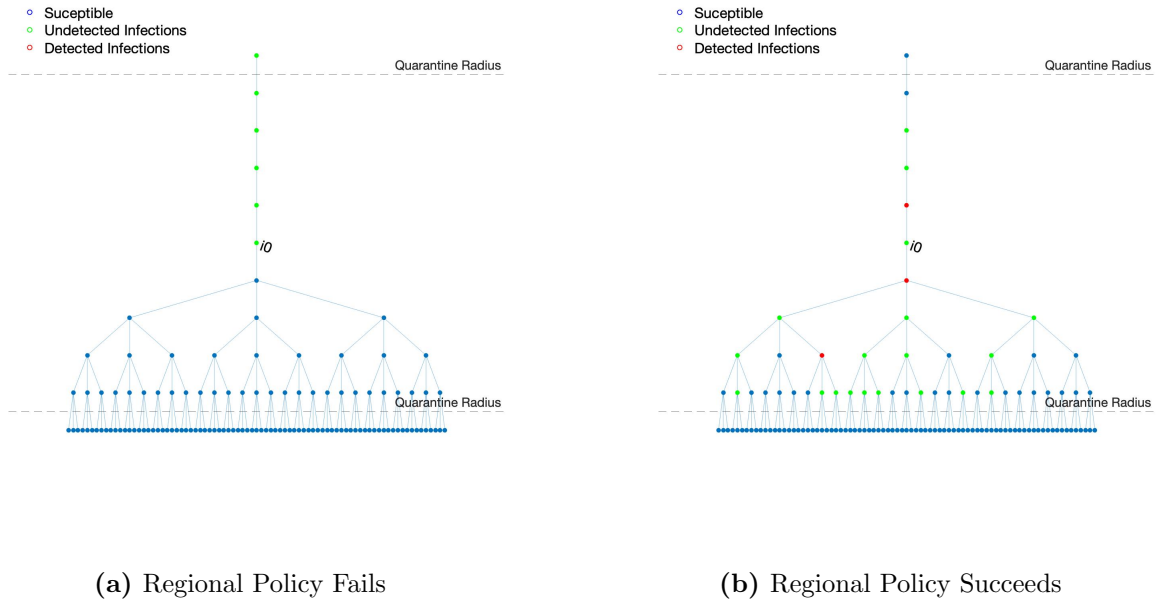 Suceptible
Undetected Infections
Detected Infections
Quarantine Radius
i0
Quarantine Radius
(a) Regional Policy Fails
Suceptible
Undetected Infections
Detected Infections
Quarantine Radius
i0
Quarantine Radius
(b) Regional Policy Succeeds